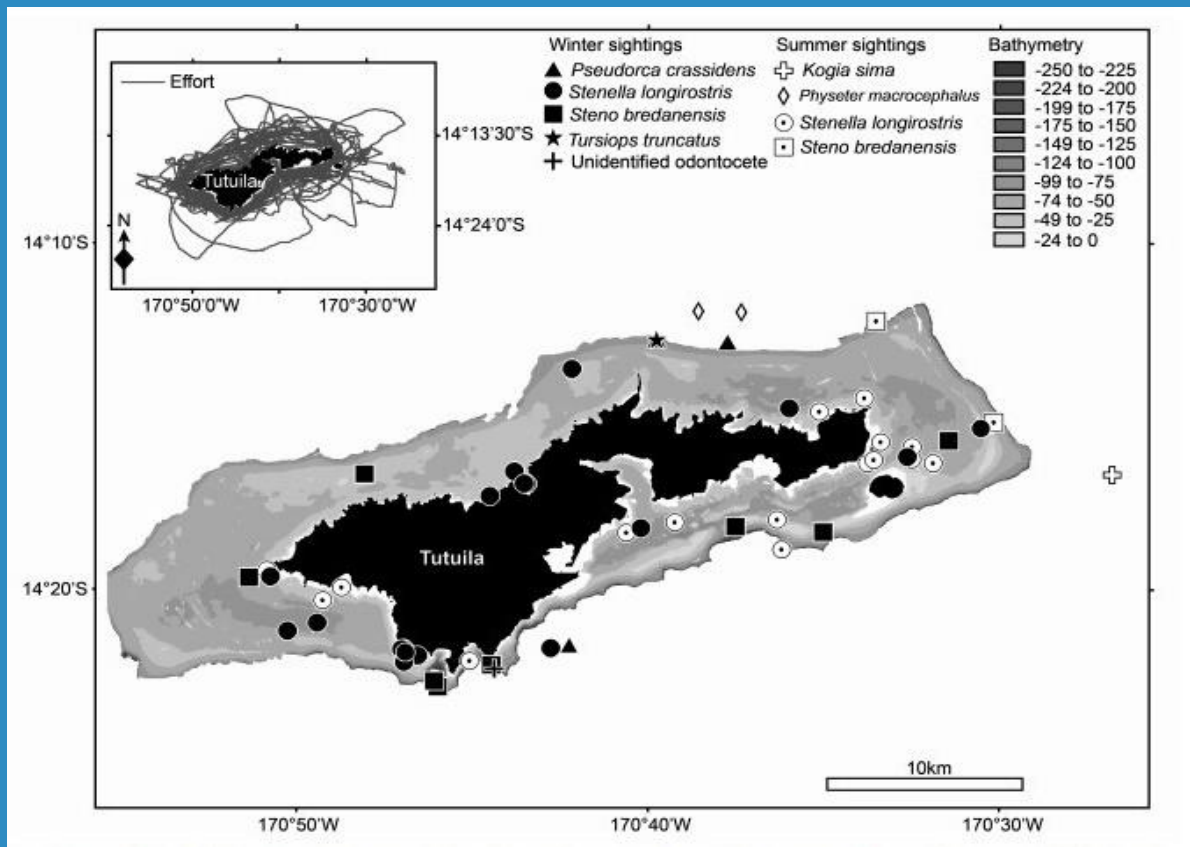 Effort
Tutuila
14°13'30"S
14°24'0"S
N
170°50'0"W
170°30'0"W
Winter sightings
Pseudorca crassidens
Stenella longirostris
Steno bredanensis
Tursiops truncatus
Unidentified odontocete
Summer sightings
Kogia sima
Physeter macrocephalus
Stenella longirostris
Steno bredanensis
Bathymetry
-250 to -225
-224 to -200
-199 to -175
-175 to -150
-149 to -125
-124 to -100
-99 to -75
-74 to -50
-49 to -25
-24 to 0
14°10'S
14°20'S
Tutuila
10km
170°50'W
170°40'W
170°30'W